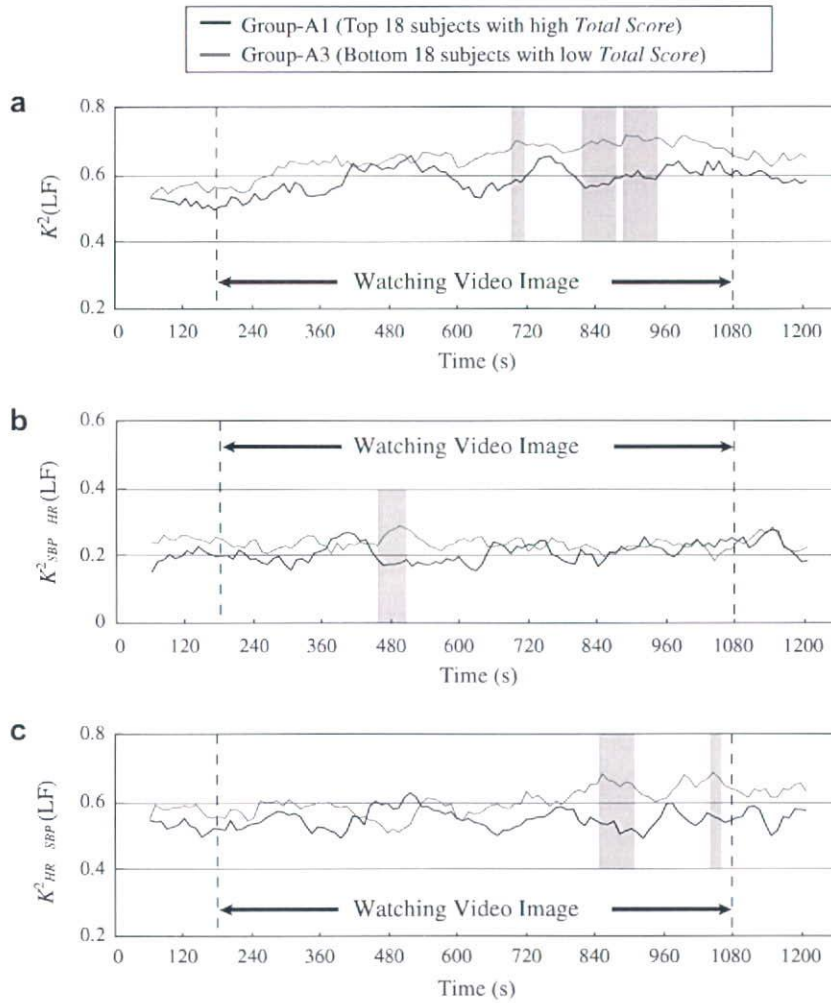 Group-A1 (Top 18 subjects with high Total Score)
Group-A3 (Bottom 18 subjects with low Total Score)
a
0.8
0.6
0.4
0.2
K²(LF)
Watching Video Image
0 120 240 360 480 600 720 840 960 1080 1200
Time (s)
b
0.6
0.4
0.2
0
K²SBP HR(LF)
Watching Video Image
0 120 240 360 480 600 720 840 960 1080 1200
Time (s)
c
0.8
0.6
0.4
0.2
K²HR SBP(LF)
Watching Video Image
0 120 240 360 480 600 720 840 960 1080 1200
Time (s)